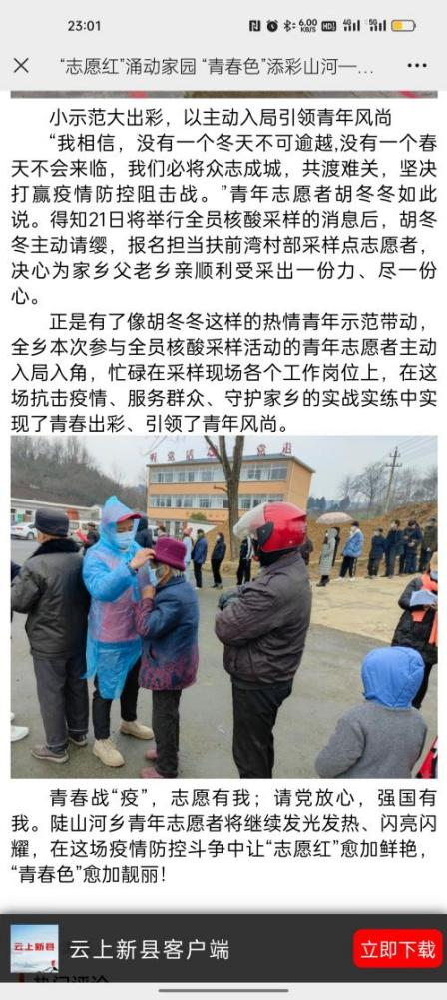 23:01
6.00
KB/S
HD
4G
5G
“志愿红”涌动家园 “青春色”添彩山河—...
小示范大出彩，以主动入局引领青年风尚
“我相信，没有一个冬天不可逾越,没有一个春
天不会来临，我们必将众志成城，共渡难关，坚决
打赢疫情防控阻击战。”青年志愿者胡冬冬如此
说。得知21日将举行全员核酸采样的消息后，胡冬
冬主动请缨，报名担当扶前湾村部采样点志愿者，
决心为家乡父老乡亲顺利受采出一份力、尽一份
心。
正是有了像胡冬冬这样的热情青年示范带动，
全乡本次参与全员核酸采样活动的青年志愿者主动
入局入角，忙碌在采样现场各个工作岗位上，在这
场抗击疫情、服务群众、守护家乡的实战实练中实
现了青春出彩、引领了青年风尚。
青春战“疫”，志愿有我；请党放心，强国有
我。陡山河乡青年志愿者将继续发光发热、闪亮闪
耀，在这场疫情防控斗争中让“志愿红”愈加鲜艳，
“青春色”愈加靓丽！
云上新县
云上新县客户端
立即下载